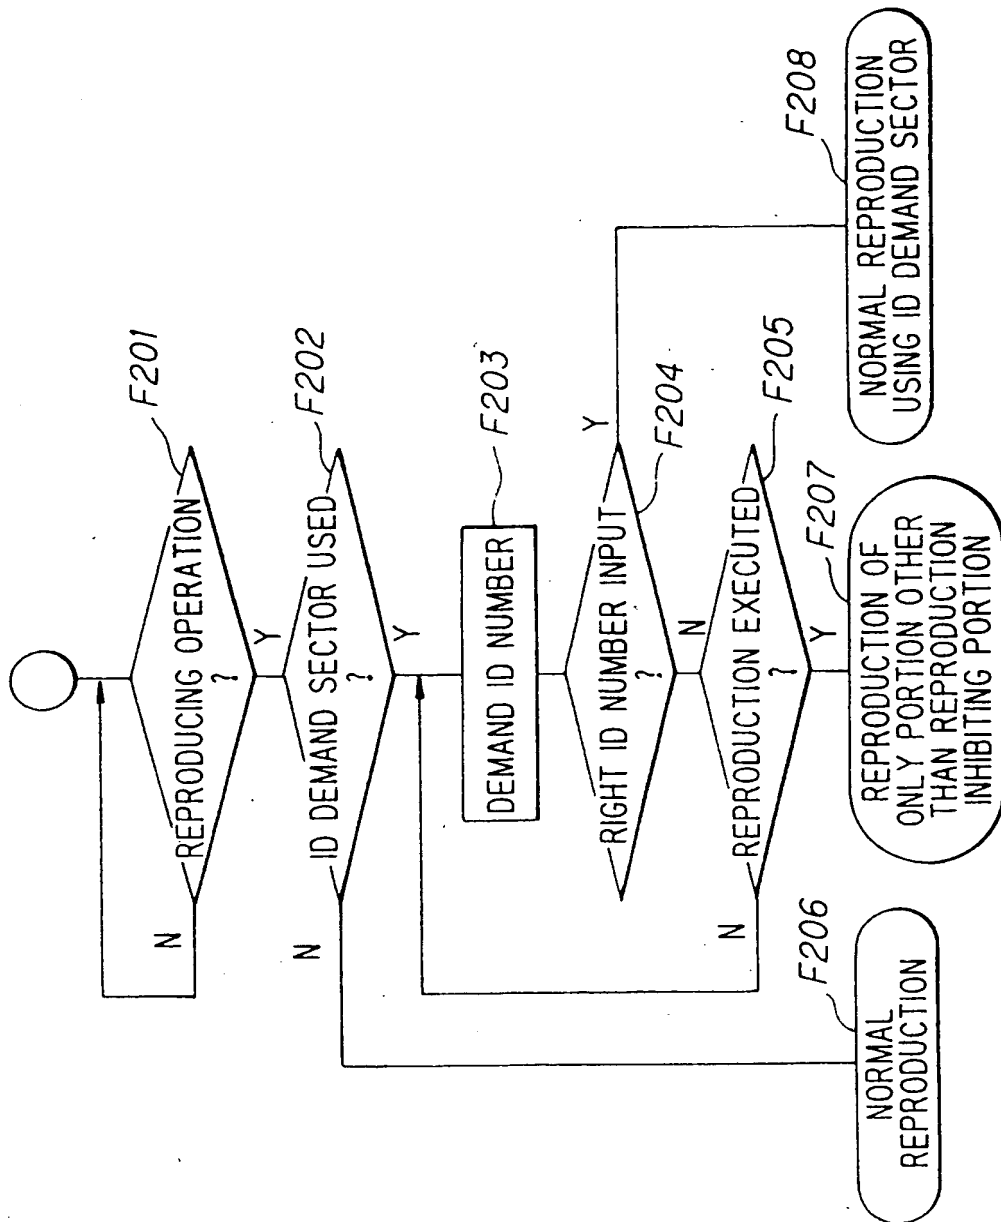 F201
REPRODUCING OPERATION
?
N
Y
F202
ID DEMAND SECTOR USED
?
N
Y
F203
DEMAND ID NUMBER
F204
RIGHT ID NUMBER INPUT
?
Y
N
F205
REPRODUCTION EXECUTED
?
N
Y
F206
NORMAL
REPRODUCTION
F207
REPRODUCTION OF
ONLY PORTION OTHER
THAN REPRODUCTION
INHIBITING PORTION
F208
NORMAL REPRODUCTION
USING ID DEMAND SECTOR